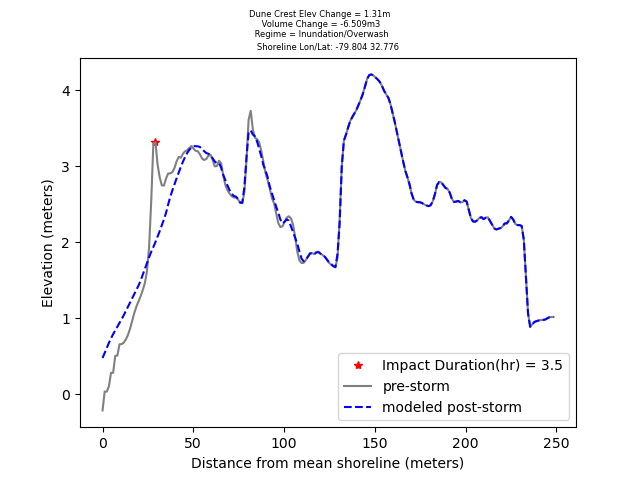 Dune Crest Elev Change = 1.31m
Volume Change = -6.509m3
Regime = Inundation/Overwash
Shoreline Lon/Lat: -79.804 32.776
4
3
2
1
0
Elevation (meters)
Impact Duration(hr) = 3.5
pre-storm
modeled post-storm
0 50 100 150 200 250
Distance from mean shoreline (meters)